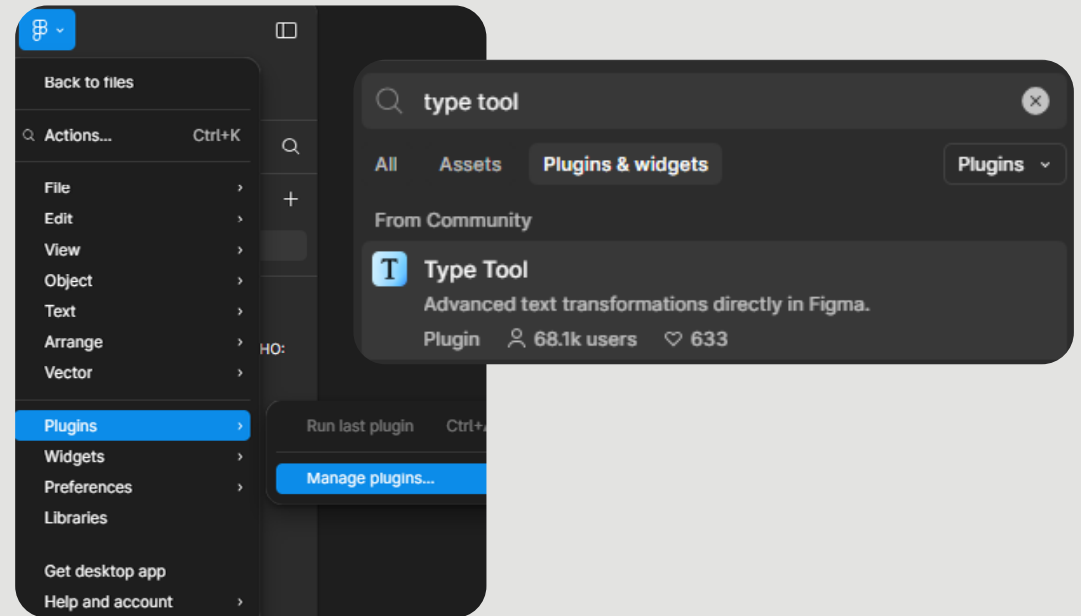 Back to files
Actions... Ctrl+K
File
Edit
View
Object
Text
Arrange
HO:
Vector
Plugins
Run last plugin
Manage plugins...
Widgets
Preferences
Libraries
Get desktop app
Help and account
type tool
All Assets Plugins & widgets Plugins
From Community
T
Type Tool
Advanced text transformations directly in Figma.
Plugin 68.1k users 633